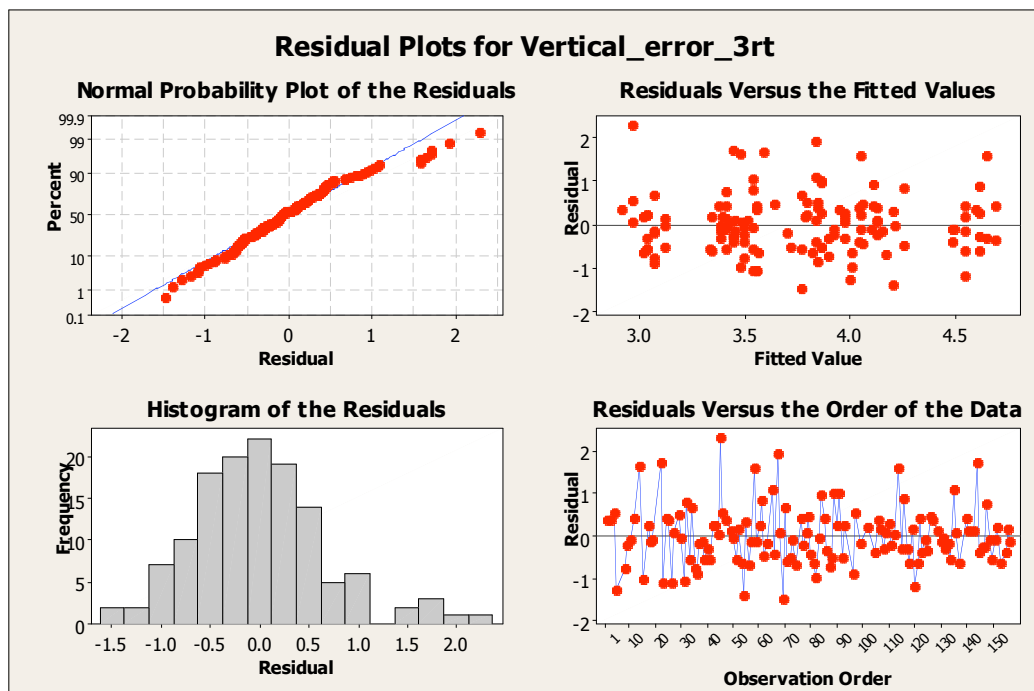 Residual Plots for Vertical_error_3rt
Normal Probability Plot of the Residuals
99.9
99
90
50
10
1
0.1
Percent
-2 -1 0 1 2
Residual
Residuals Versus the Fitted Values
2
1
0
-1
-2
Residual
3.0 3.5 4.0 4.5
Fitted Value
Histogram of the Residuals
20
15
10
5
0
Frequency
-1.5 -1.0 -0.5 0.0 0.5 1.0 1.5 2.0
Residual
Residuals Versus the Order of the Data
2
1
0
-1
-2
Residual
1 10 20 30 40 50 60 70 80 90 100 110 120 130 140 150
Observation Order